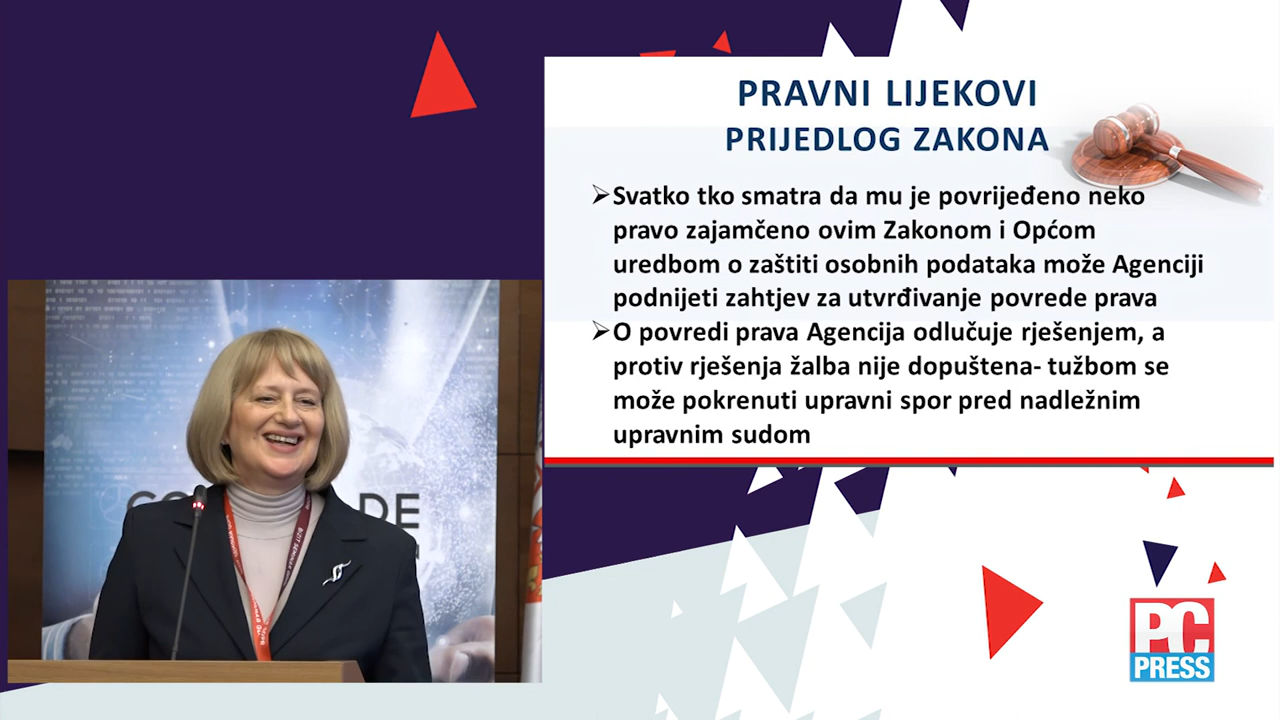 PRAVNI LIJEKOVI
PRIJEDLOG ZAKONA
Svatko tko smatra da mu je povrijeđeno neko
pravo zajamčeno ovim Zakonom i Općom
uredbom o zaštiti osobnih podataka može Agenciji
podnijeti zahtjev za utvrđivanje povrede prava
O povredi prava Agencija odlučuje rješenjem, a
protiv rješenja žalba nije dopuštena- tužbom se
može pokrenuti upravni spor pred nadležnim
upravnim sudom
PC
PRESS